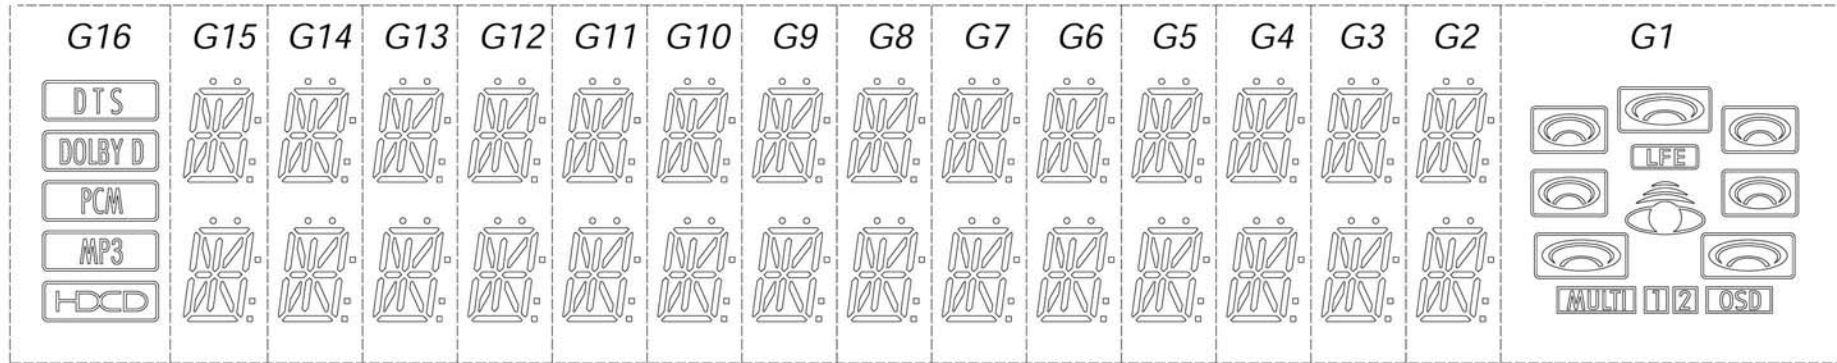 G16 G15 G14 G13 G12 G11 G10 G9 G8 G7 G6 G5 G4 G3 G2 G1
DTS
DOLBY D
PCM
MP3
HDCD
LFE
MULTI 1 2 OSD